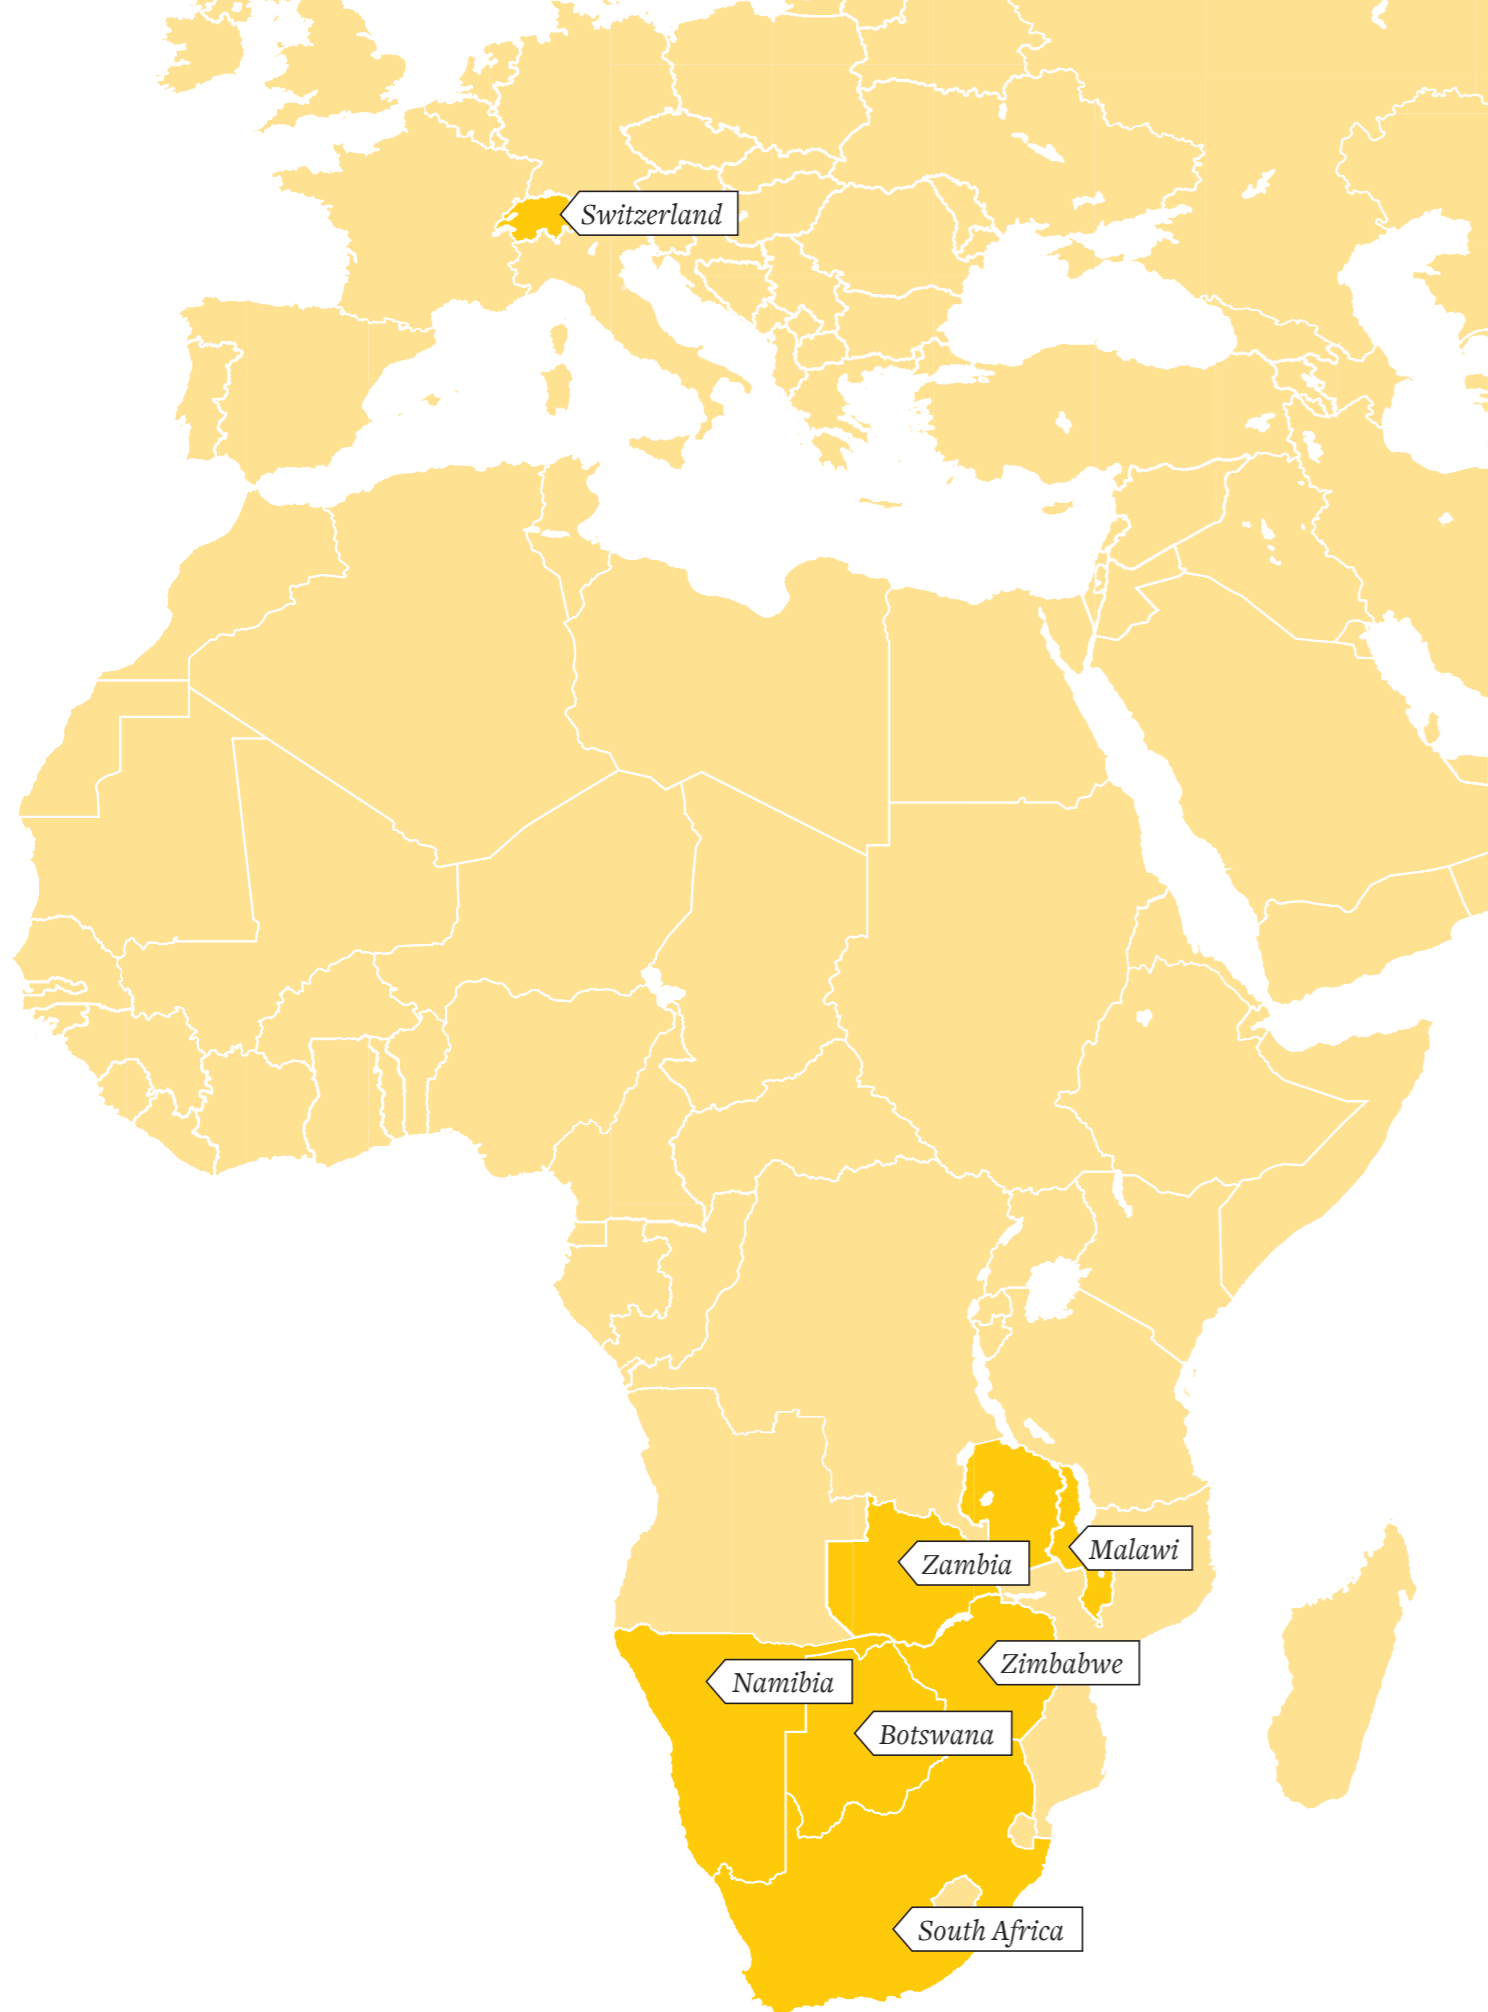 Switzerland
Malawi
Zambia
Zimbabwe
Namibia
Botswana
South Africa